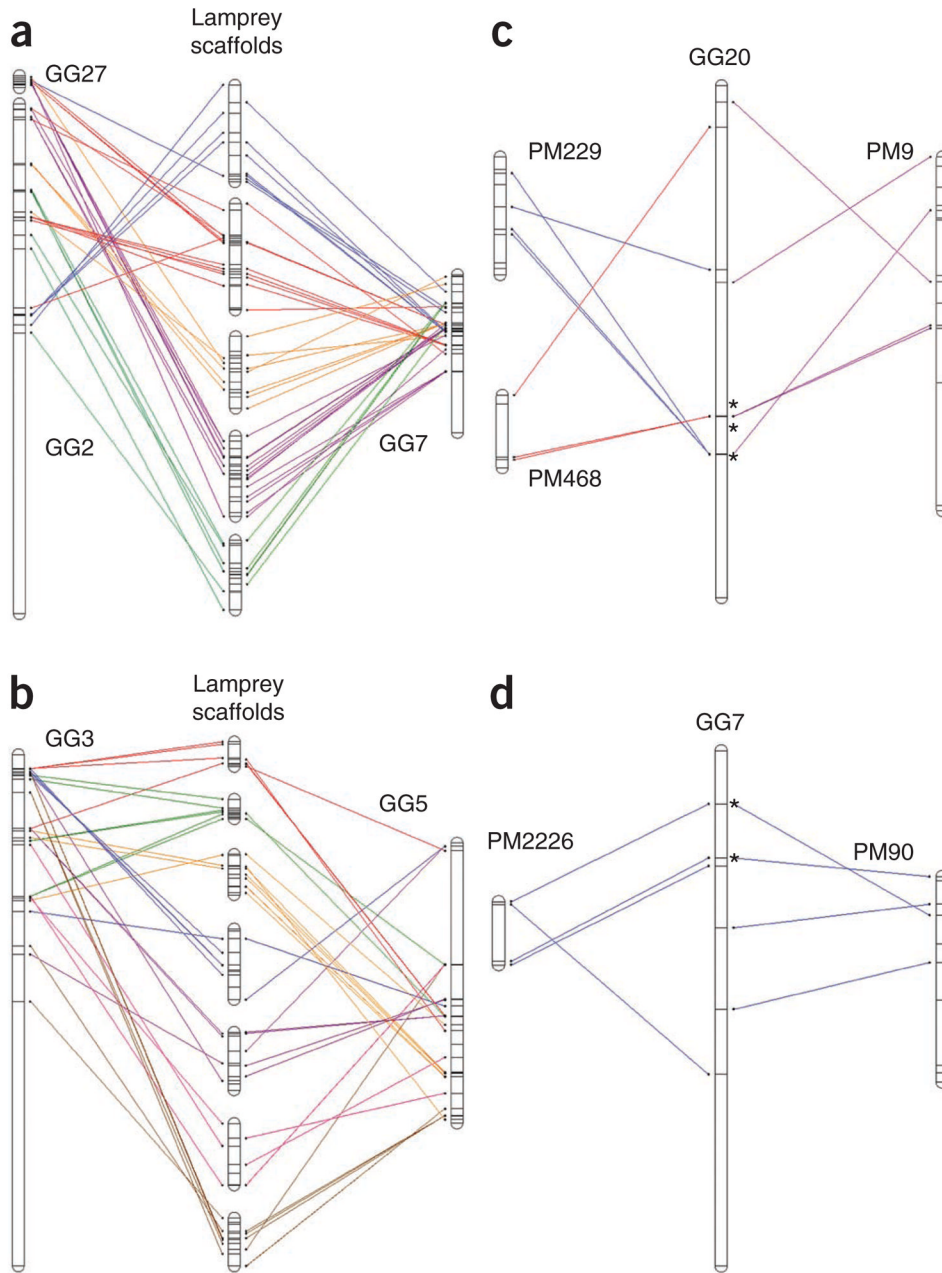 a
Lamprey
scaffolds
GG27
GG2
GG7
c
GG20
PM229
PM9
*
*
*
PM468
b
Lamprey
scaffolds
GG3
GG5
d
GG7
*
PM2226
*
PM90